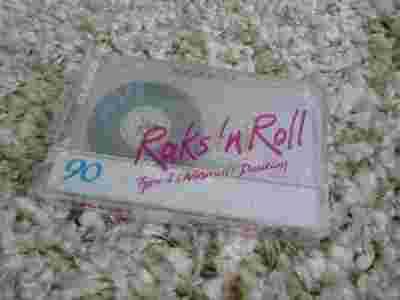 Raks 'n Roll
90 Type I (Normal) Position